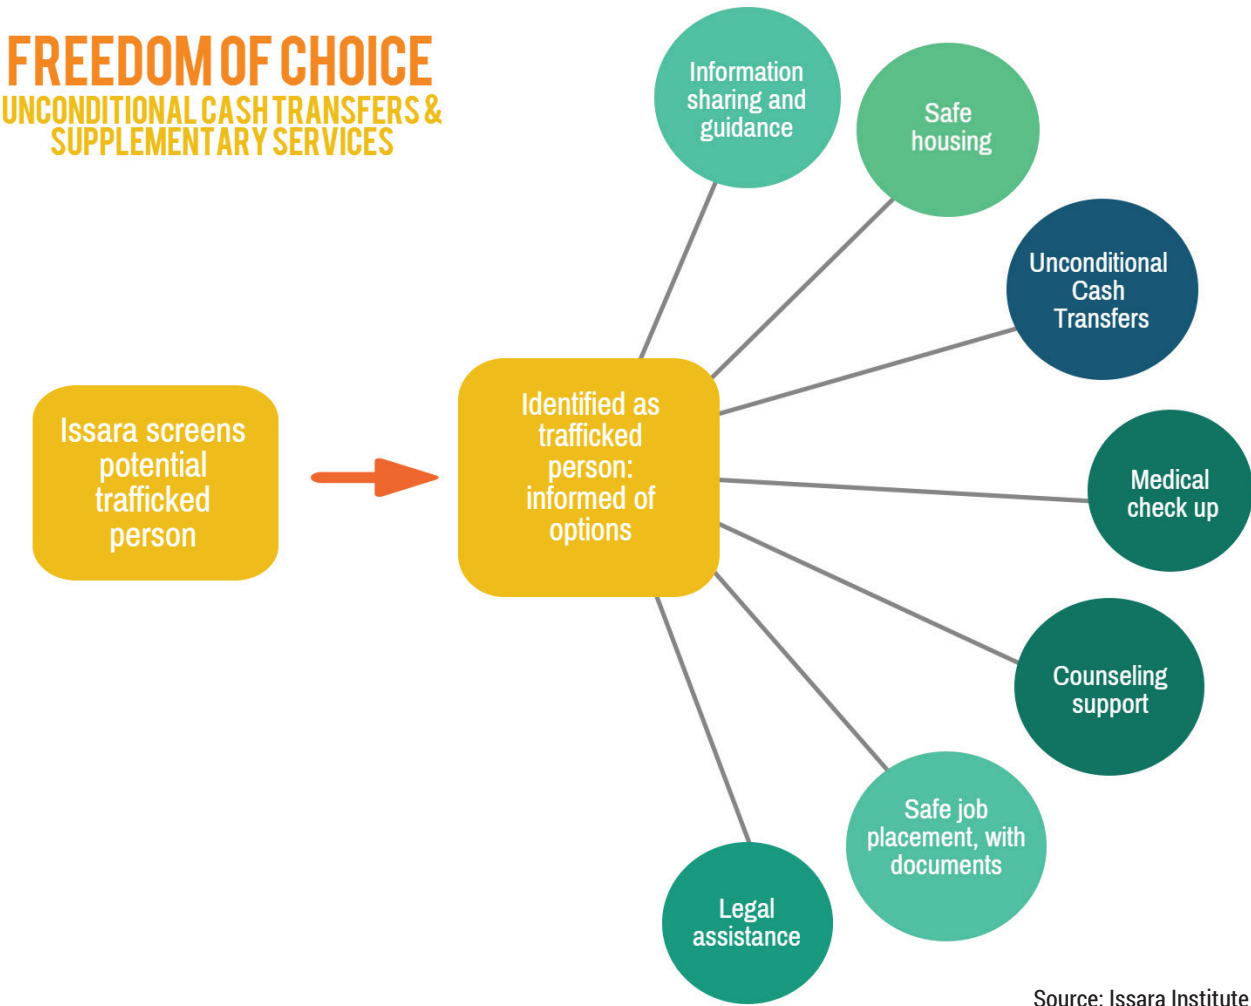 FREEDOM OF CHOICE
UNCONDITIONAL CASH TRANSFERS &
SUPPLEMENTARY SERVICES
Issara screens
potential
trafficked
person
Identified as
trafficked
person:
informed of
options
Information
sharing and
guidance
Safe
housing
Unconditional
Cash
Transfers
Medical
check up
Counseling
support
Safe job
placement, with
documents
Legal
assistance
Source: Issara Institute